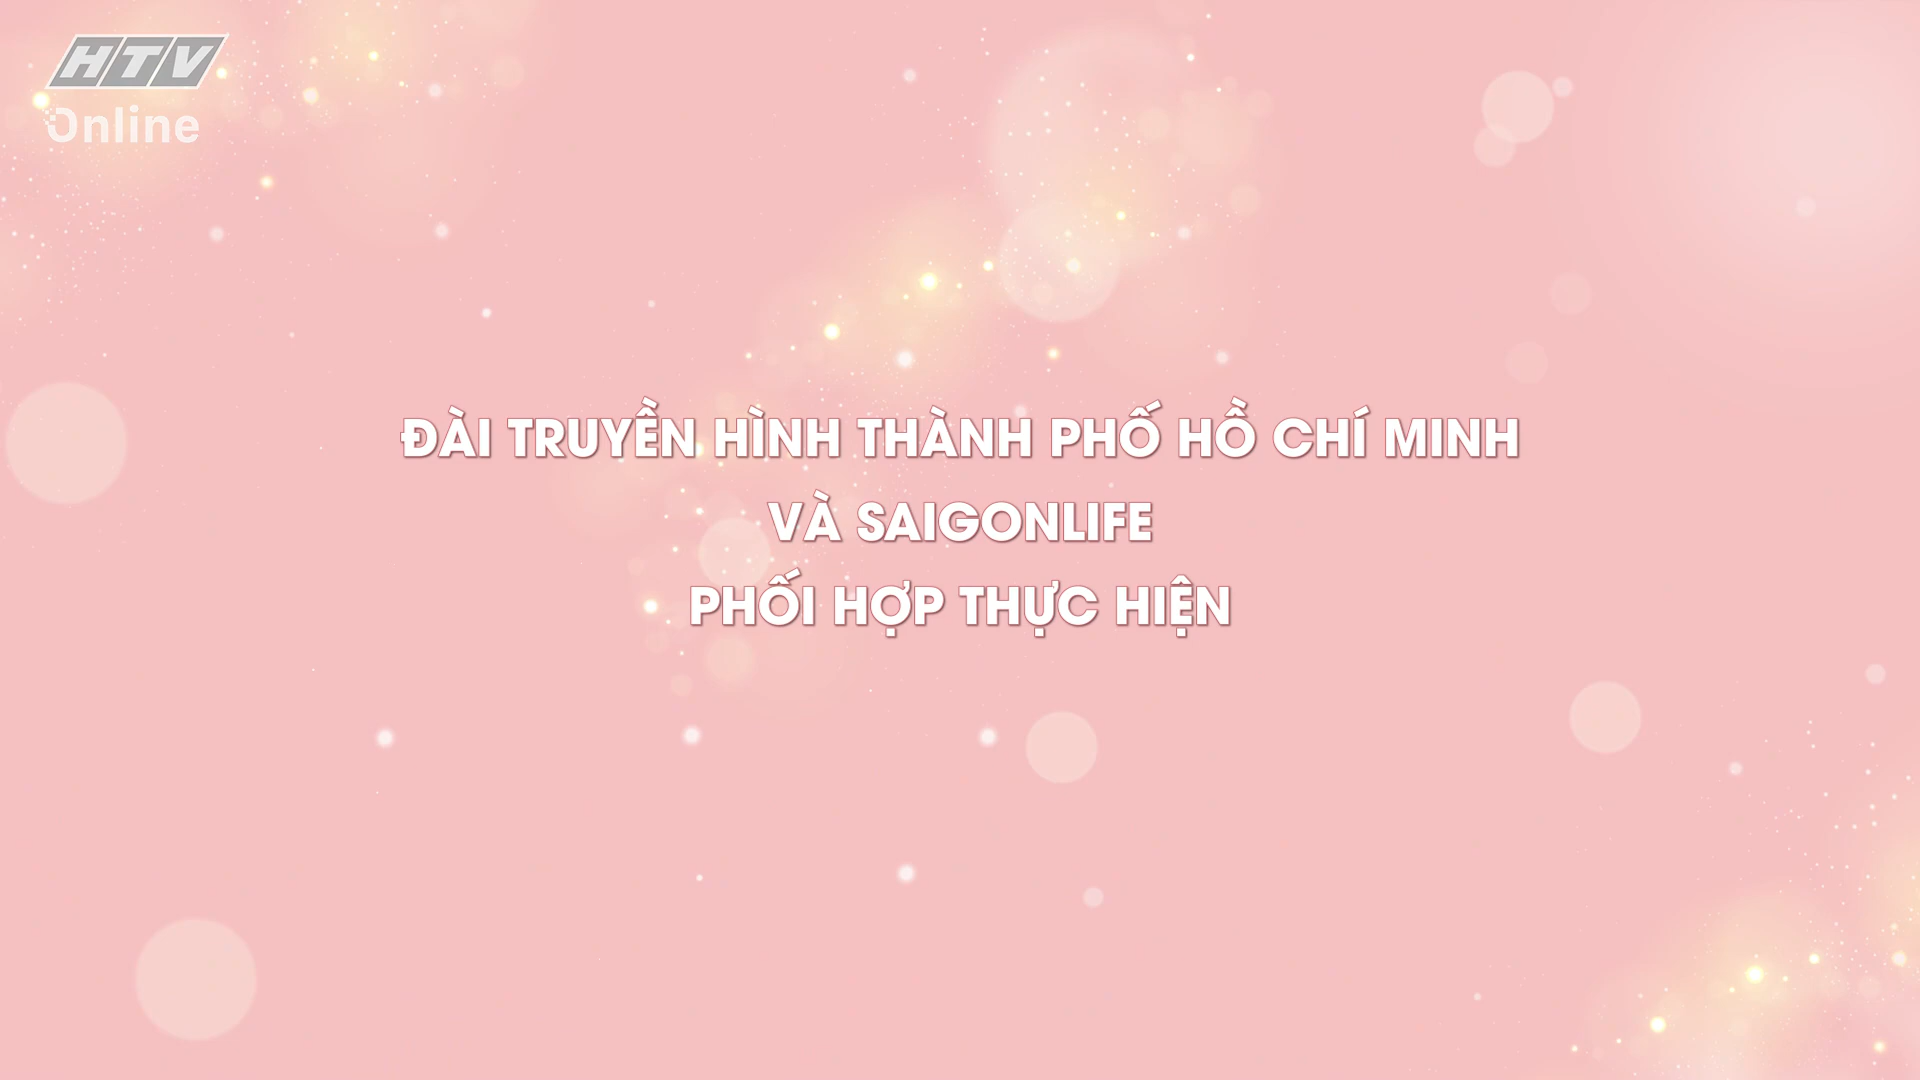 HTV
Online
ĐÀI TRUYỀN HÌNH THÀNH PHỐ HỒ CHÍ MINH
VÀ SAIGONLIFE
PHỐI HỢP THỰC HIỆN